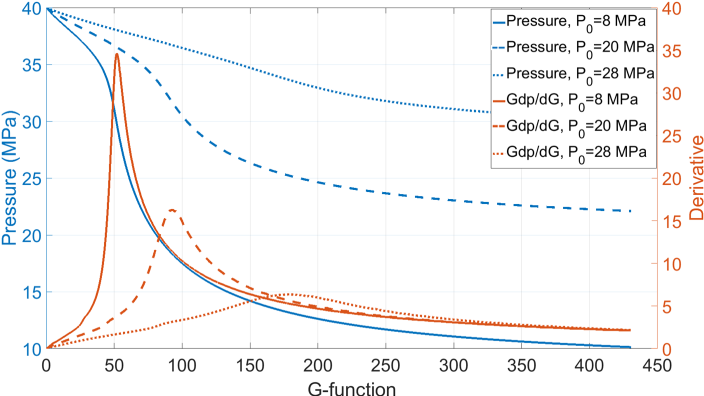 40
35
30
25
20
15
10
Pressure (MPa)
Pressure, P0=8 MPa
Pressure, P0=20 MPa
Pressure, P0=28 MPa
Gdp/dG, P0=8 MPa
Gdp/dG, P0=20 MPa
Gdp/dG, P0=28 MPa
40
35
30
25
20
15
10
5
0
Derivative
0 50 100 150 200 250 300 350 400 450
G-function